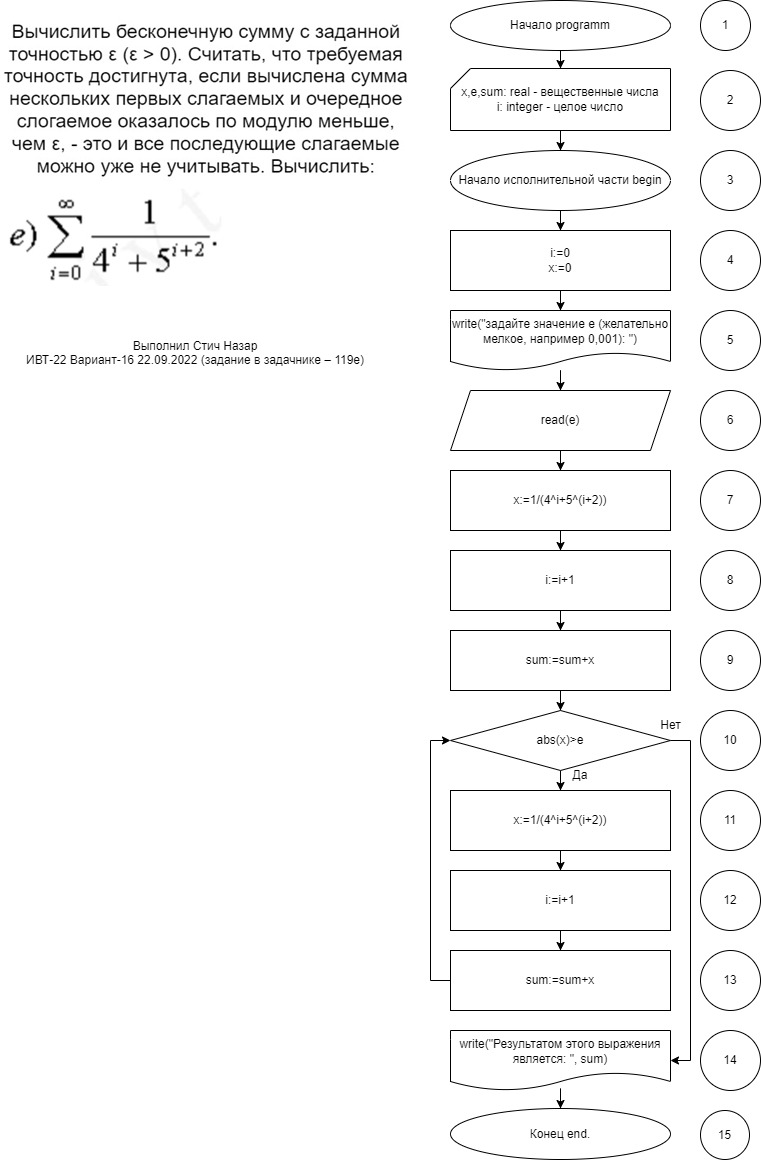 Вычислить бесконечную сумму с заданной
точностью ε (ε > 0). Считать, что требуемая
точность достигнута, если вычислена сумма
нескольких первых слагаемых и очередное
слогаемое оказалось по модулю меньше,
чем ε, - это и все последующие слагаемые
можно уже не учитывать. Вычислить:
е) ∑_{i=0}^{∞} 1/(4^i + 5^{i+2}).
Выполнил Стич Назар
ИВТ-22 Вариант-16 22.09.2022 (задание в задачнике – 119е)
Начало programm
1
x,e,sum: real - вещественные числа
i: integer - целое число
2
Начало исполнительной части begin
3
i:=0
x:=0
4
write("задайте значение е (желательно
мелкое, например 0,001): ")
5
read(e)
6
x:=1/(4^i+5^(i+2))
7
i:=i+1
8
sum:=sum+x
9
abs(x)>e
Нет
10
Да
x:=1/(4^i+5^(i+2))
11
i:=i+1
12
sum:=sum+x
13
write("Результатом этого выражения
является: ", sum)
14
Конец end.
15